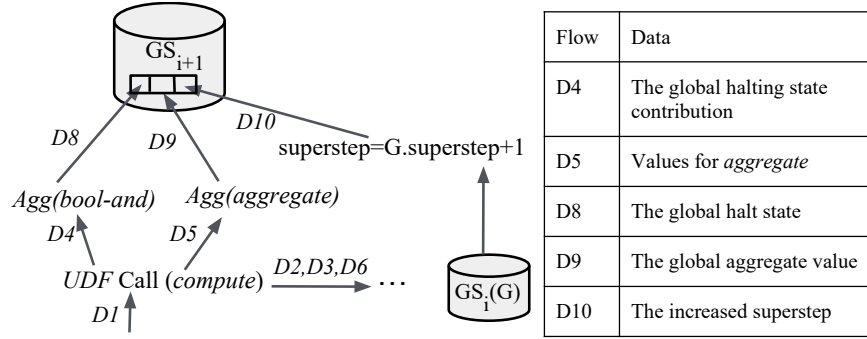 GS i+1
D8
D9
D10
superstep=G.superstep+1
Agg(bool-and)
Agg(aggregate)
D4
D5
UDF Call (compute)
D2,D3,D6
...
GS i (G)
D1
Flow Data
D4 The global halting state
contribution
D5 Values for aggregate
D8 The global halt state
D9 The global aggregate value
D10 The increased superstep